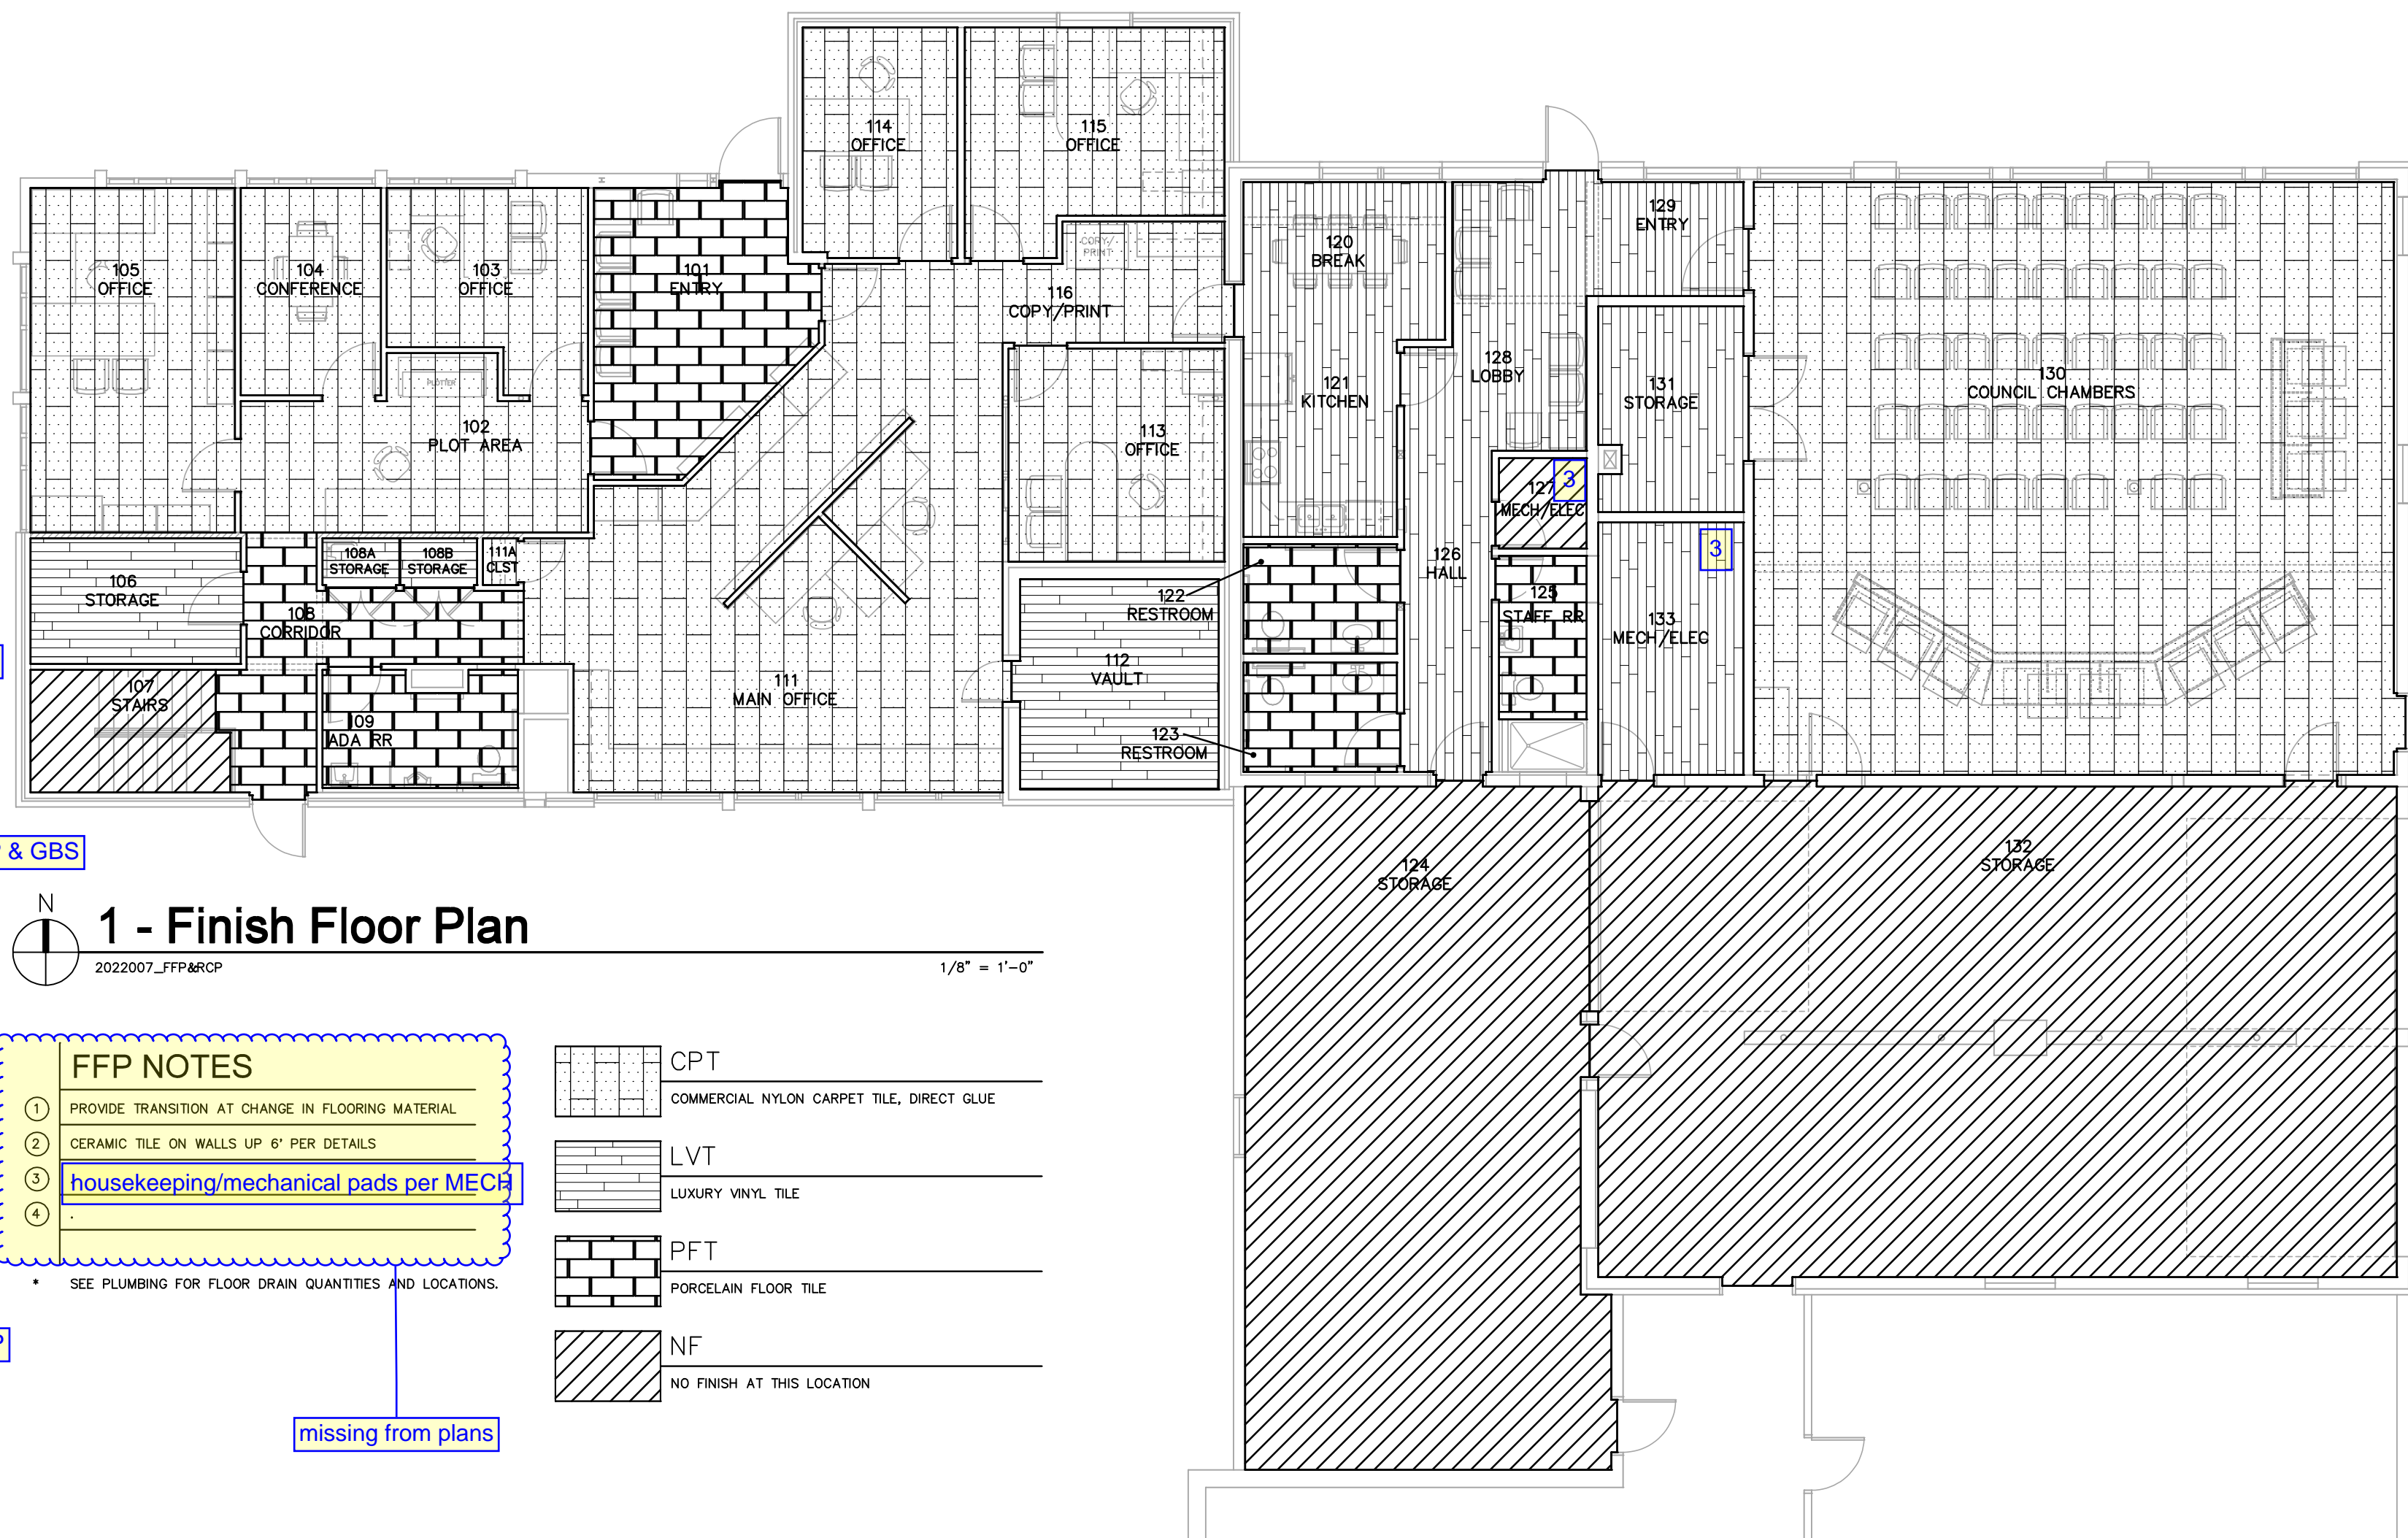 114
OFFICE
115
OFFICE
105
OFFICE
104
CONFERENCE
103
OFFICE
101
ENTRY
COPY/
PRINT
116
COPY/PRINT
120
BREAK
129
ENTRY
128
LOBBY
121
KITCHEN
131
STORAGE
130
COUNCIL CHAMBERS
PLOTTER
102
PLOT AREA
113
OFFICE
127
MECH/ELEC
3
3
106
STORAGE
108A
STORAGE
108B
STORAGE
111A
CLST
108
CORRIDOR
126
HALL
122
RESTROOM
125
STAFF RR
133
MECH/ELEC
107
STAIRS
109
ADA RR
111
MAIN OFFICE
112
VAULT
123
RESTROOM
& GBS
124
STORAGE
132
STORAGE
N
1 - Finish Floor Plan
2022007_FFP&RCP
1/8" = 1'-0"
FFP NOTES
1 PROVIDE TRANSITION AT CHANGE IN FLOORING MATERIAL
2 CERAMIC TILE ON WALLS UP 6' PER DETAILS
3 housekeeping/mechanical pads per MECH
4 .
* SEE PLUMBING FOR FLOOR DRAIN QUANTITIES AND LOCATIONS.
missing from plans
CPT
COMMERCIAL NYLON CARPET TILE, DIRECT GLUE
LVT
LUXURY VINYL TILE
PFT
PORCELAIN FLOOR TILE
NF
NO FINISH AT THIS LOCATION